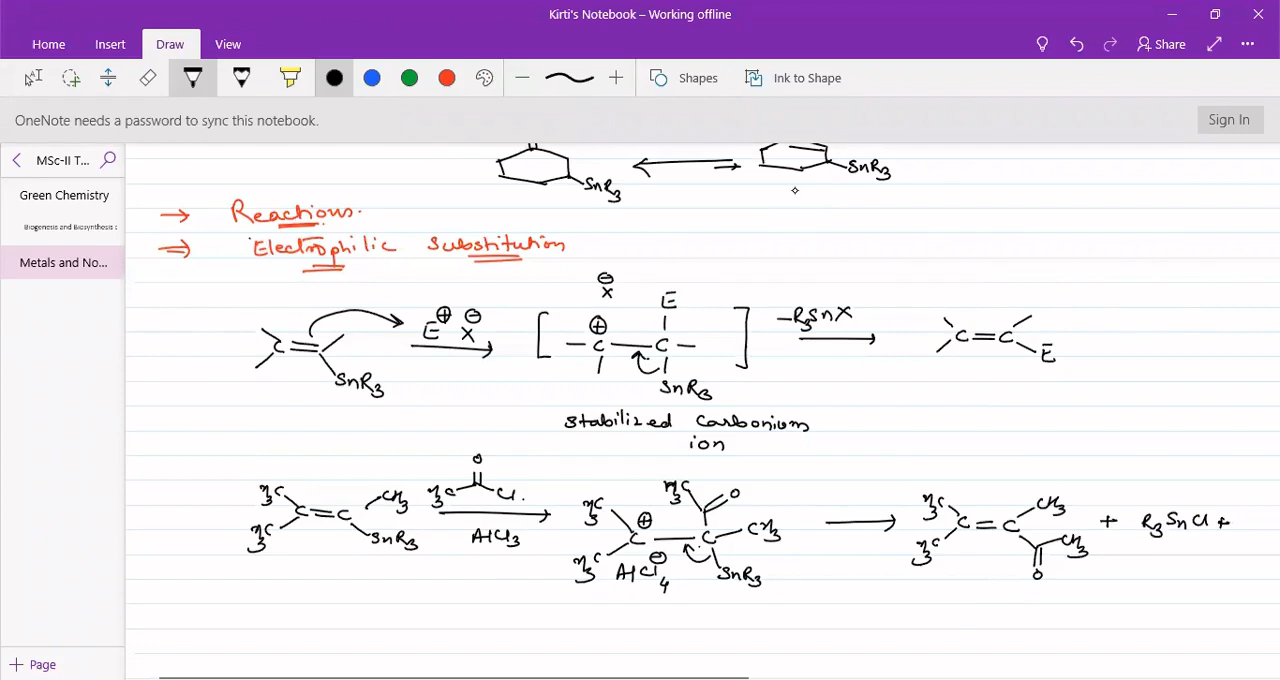 Kirti's Notebook – Working offline
Home Insert Draw View
Share
Shapes Ink to Shape
OneNote needs a password to sync this notebook. Sign In
MSc-II T...
Green Chemistry
Biogenesis and Biosynthesis :
Metals and No...
+ Page
SnR3 SnR3
→ Reactions.
⇒ Electrophilic Substitution
⊖
X E
C = SnR3 E⊕ X⊖ [ – C⊕ – C – SnR3 ] –R3SnX C = C E
Stabilized Carbonium
ion
H3C H3C C = C CH3 SnR3 H3C O Cl. AlCl3 H3C H3C C⊕ – C H3C O CH3 SnR3 AlCl4⊖ H3C H3C C = C CH3 CH3 O + R3SnCl +